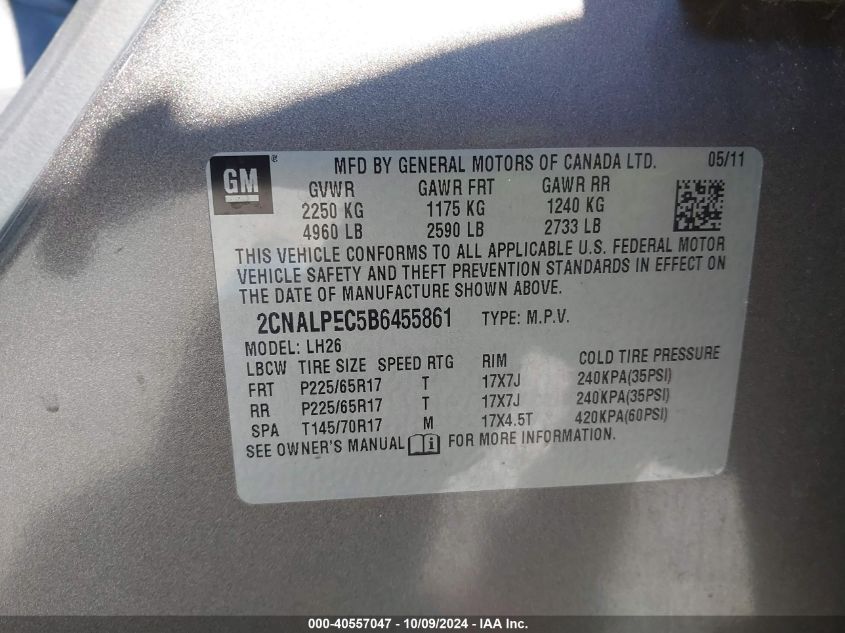 GM ®
MFD BY GENERAL MOTORS OF CANADA LTD. 05/11
GVWR GAWR FRT GAWR RR
2250 KG 1175 KG 1240 KG
4960 LB 2590 LB 2733 LB
THIS VEHICLE CONFORMS TO ALL APPLICABLE U.S. FEDERAL MOTOR
VEHICLE SAFETY AND THEFT PREVENTION STANDARDS IN EFFECT ON
THE DATE OF MANUFACTURE SHOWN ABOVE.
2CNALPEC5B6455861 TYPE: M.P.V.
MODEL: LH26
LBCW TIRE SIZE SPEED RTG RIM COLD TIRE PRESSURE
FRT P225/65R17 T 17X7J 240KPA(35PSI)
RR P225/65R17 T 17X7J 240KPA(35PSI)
SPA T145/70R17 M 17X4.5T 420KPA(60PSI)
SEE OWNER'S MANUAL FOR MORE INFORMATION.
000-40557047 - 10/09/2024 - IAA Inc.